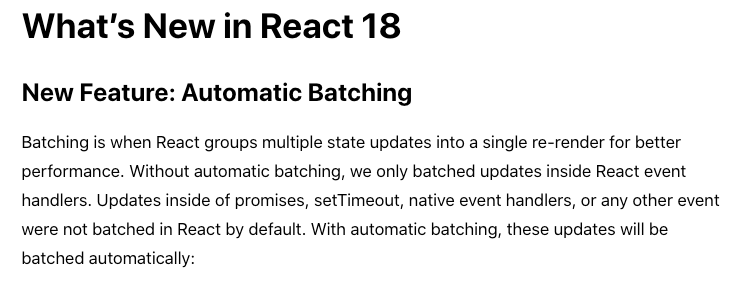 What’s New in React 18
New Feature: Automatic Batching
Batching is when React groups multiple state updates into a single re-render for better
performance. Without automatic batching, we only batched updates inside React event
handlers. Updates inside of promises, setTimeout, native event handlers, or any other event
were not batched in React by default. With automatic batching, these updates will be
batched automatically: